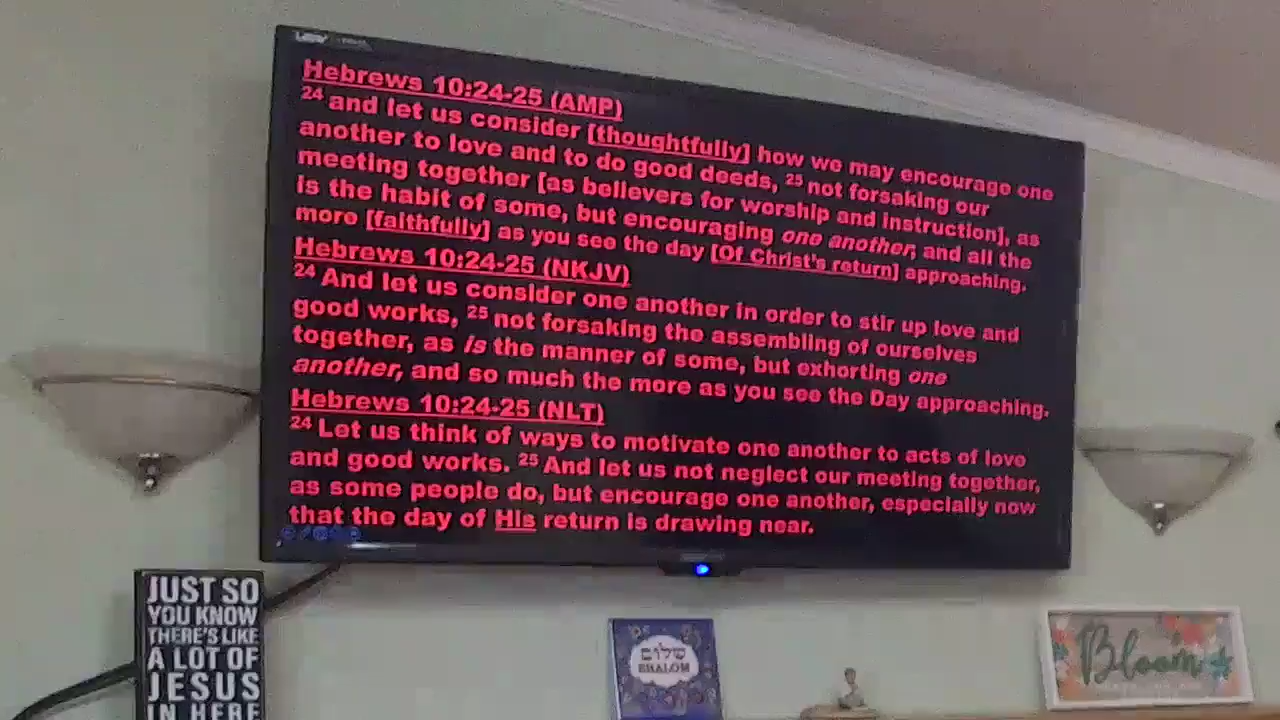 Hebrews 10:24-25 (AMP)
24 and let us consider [thoughtfully] how we may encourage one
another to love and to do good deeds, 25 not forsaking our
meeting together [as believers for worship and instruction], as
is the habit of some, but encouraging one another; and all the
more [faithfully] as you see the day [Of Christ's return] approaching.
Hebrews 10:24-25 (NKJV)
24 And let us consider one another in order to stir up love and
good works, 25 not forsaking the assembling of ourselves
together, as is the manner of some, but exhorting one
another, and so much the more as you see the Day approaching.
Hebrews 10:24-25 (NLT)
24 Let us think of ways to motivate one another to acts of love
and good works. 25 And let us not neglect our meeting together,
as some people do, but encourage one another, especially now
that the day of His return is drawing near.
JUST SO
YOU KNOW
THERE'S LIKE
A LOT OF
JESUS
IN HERE
שלום
SHALOM
Bloom